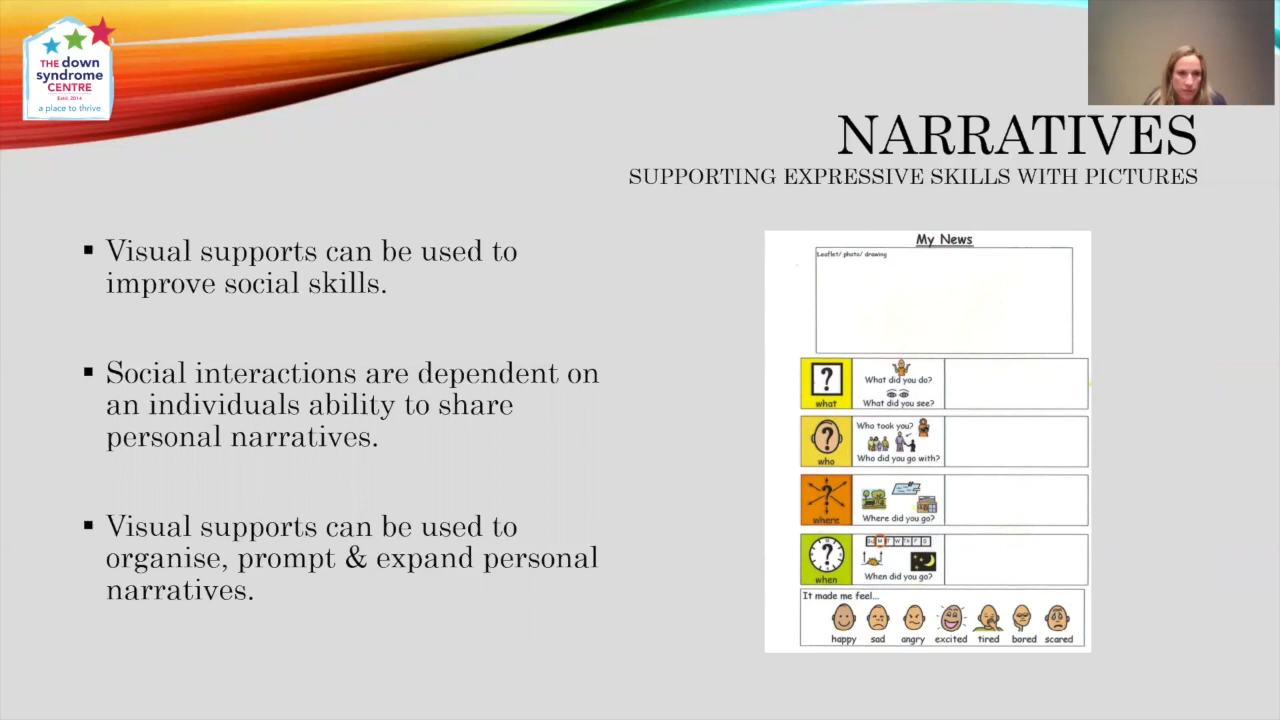 THE down
syndrome
CENTRE
Estd. 2014
a place to thrive
NARRATIVES
SUPPORTING EXPRESSIVE SKILLS WITH PICTURES
▪ Visual supports can be used to
improve social skills.
▪ Social interactions are dependent on
an individuals ability to share
personal narratives.
▪ Visual supports can be used to
organise, prompt & expand personal
narratives.
My News
Leaflet/ photo/ drawing
?
what
What did you do?
What did you see?
?
who
Who took you?
Who did you go with?
?
where
Where did you go?
?
when
M T W Th F S
When did you go?
It made me feel...
happy sad angry excited tired bored scared